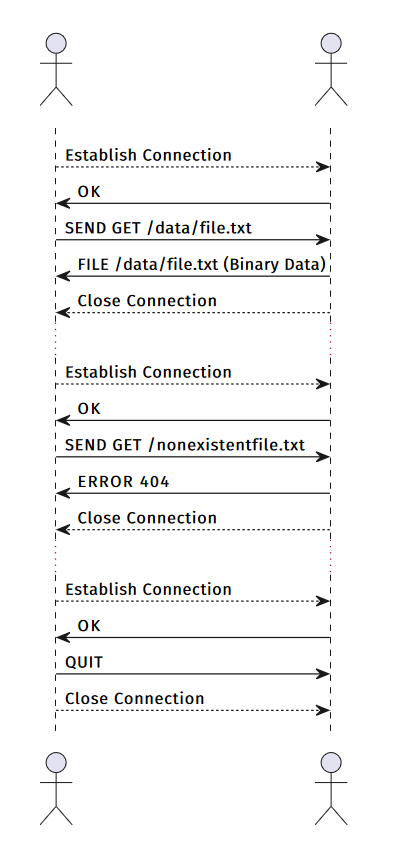 Establish Connection
OK
SEND GET /data/file.txt
FILE /data/file.txt (Binary Data)
Close Connection
Establish Connection
OK
SEND GET /nonexistentfile.txt
ERROR 404
Close Connection
Establish Connection
OK
QUIT
Close Connection